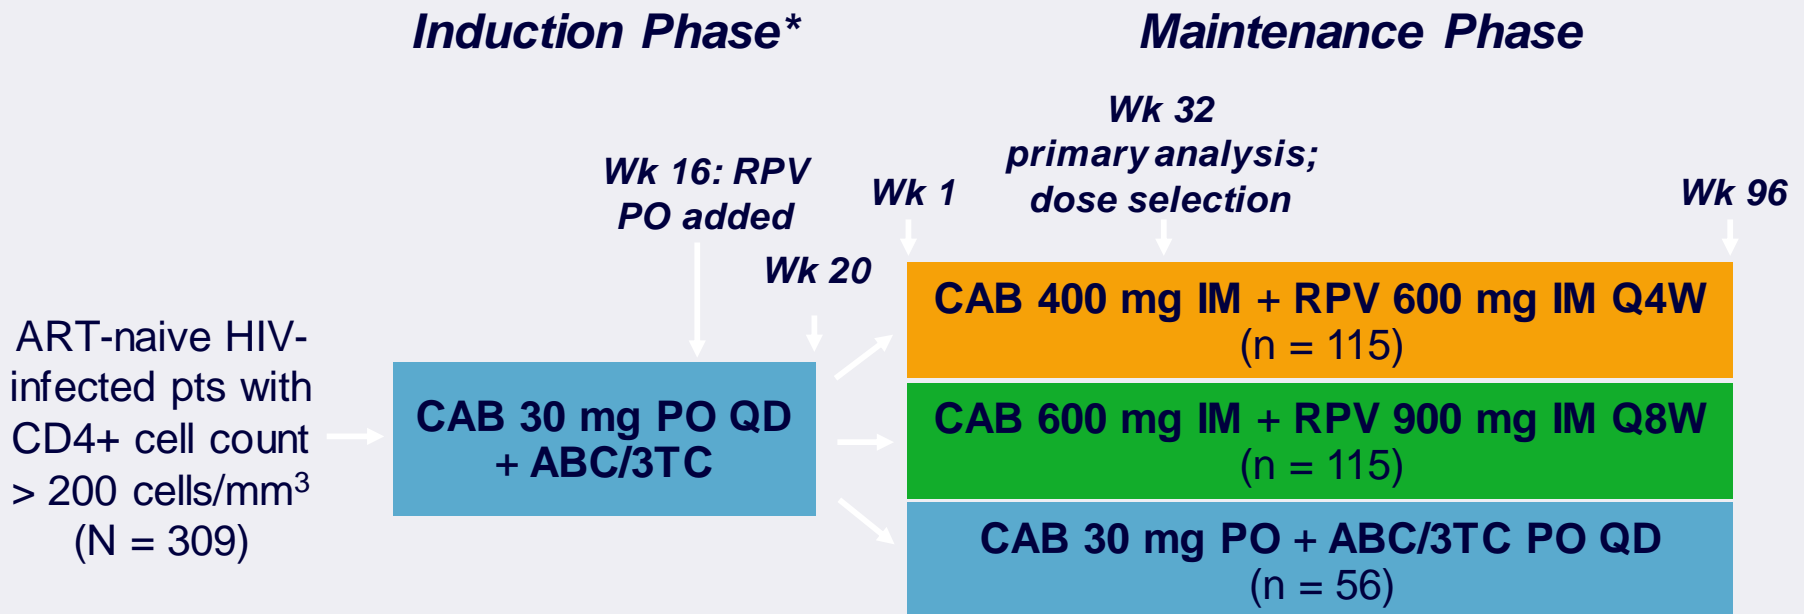 Induction Phase*
Maintenance Phase
Wk 16: RPV
PO added
Wk 20
Wk 1
Wk 32
primary analysis;
dose selection
Wk 96
ART-naive HIV-
infected pts with
CD4+ cell count
> 200 cells/mm³
(N = 309)
CAB 30 mg PO QD
+ ABC/3TC
CAB 400 mg IM + RPV 600 mg IM Q4W
(n = 115)
CAB 600 mg IM + RPV 900 mg IM Q8W
(n = 115)
CAB 30 mg PO + ABC/3TC PO QD
(n = 56)